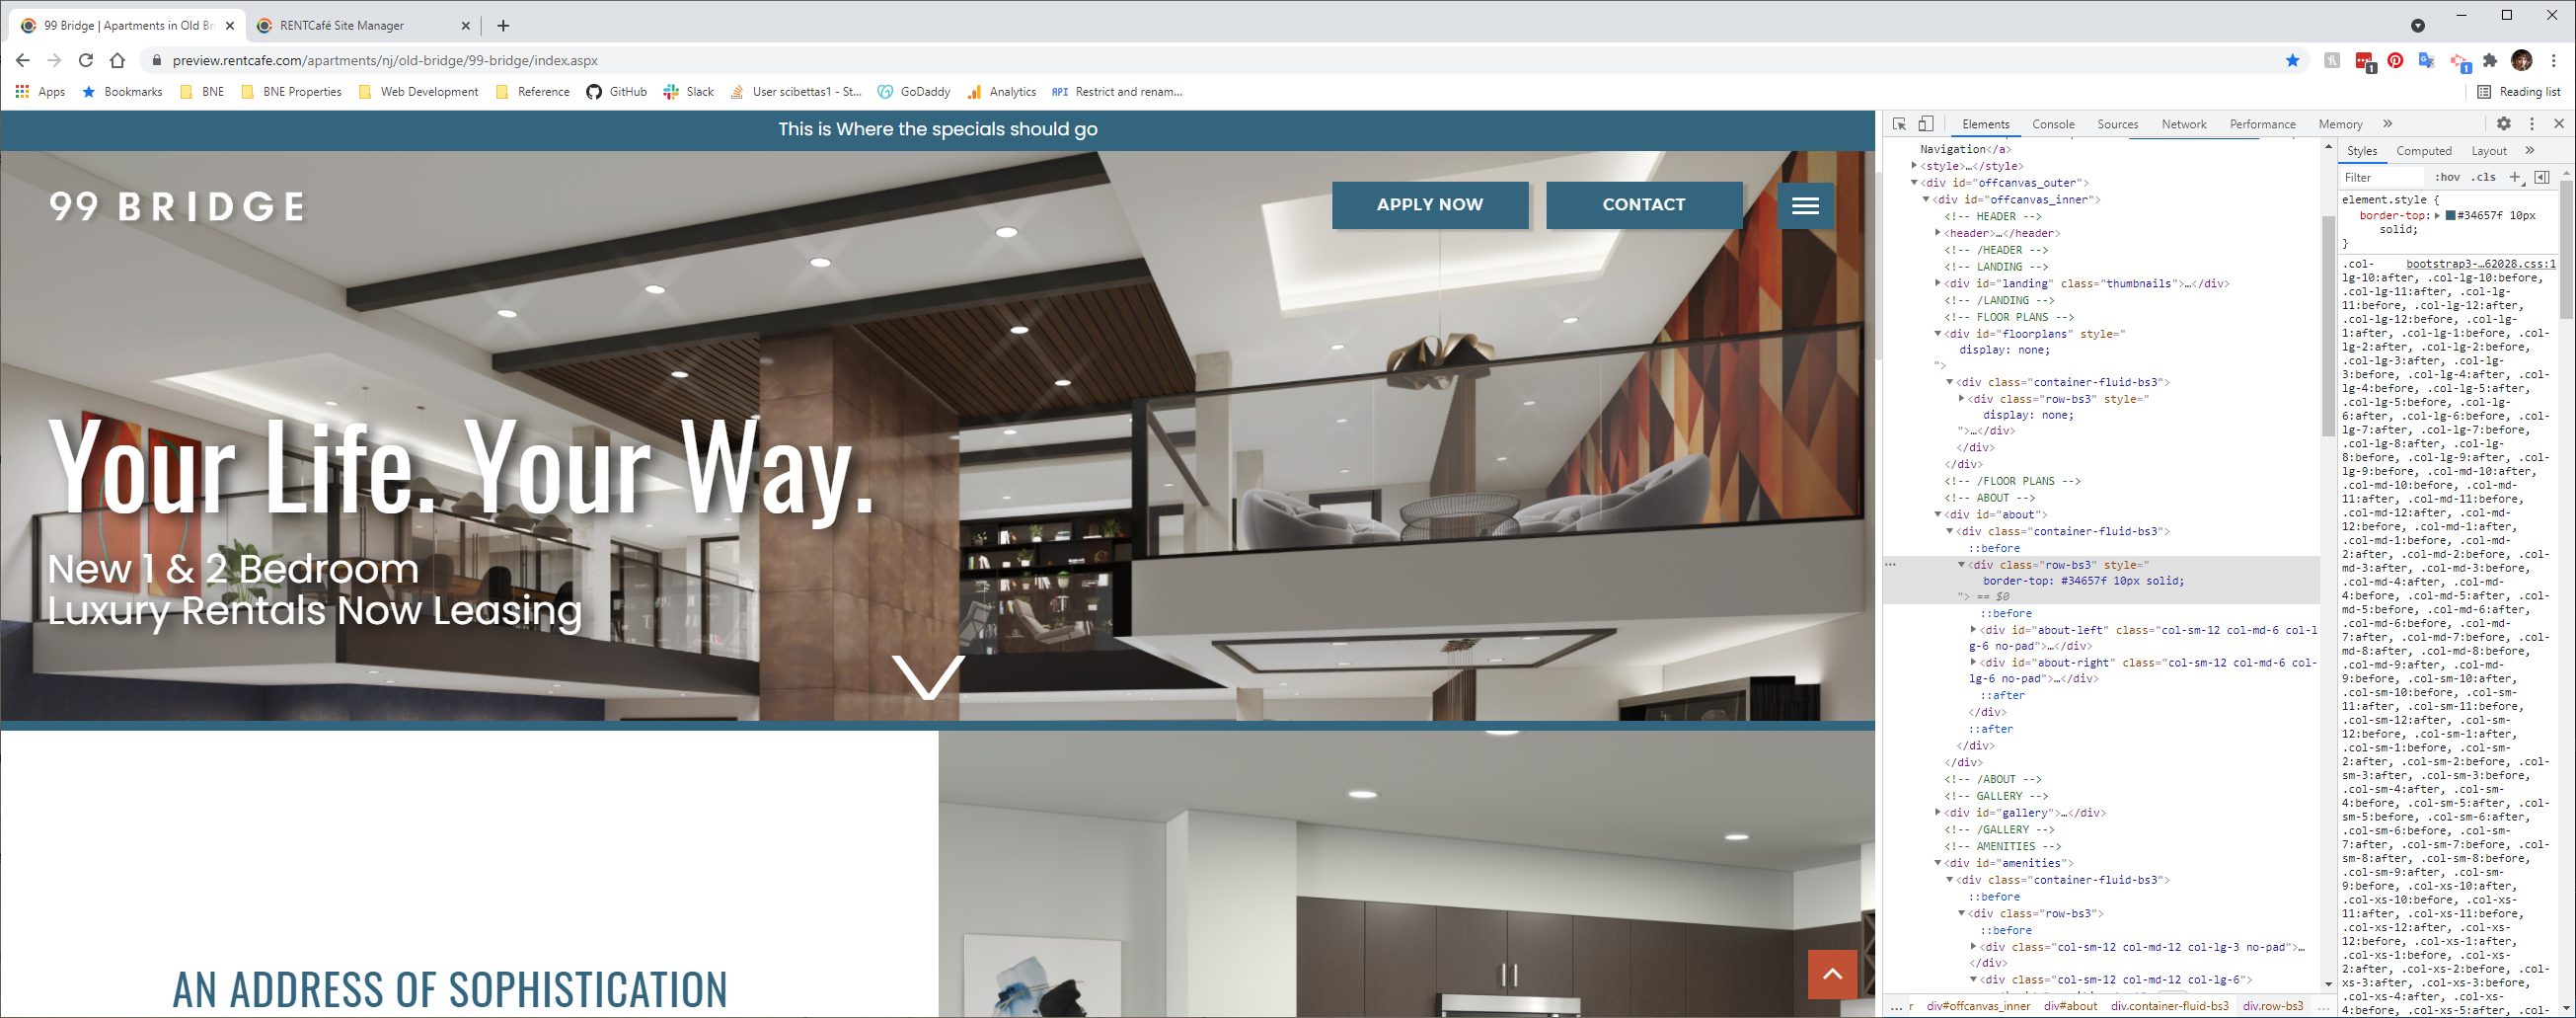 99 Bridge | Apartments in Old Bri
RENTCafé Site Manager
preview.rentcafe.com/apartments/nj/old-bridge/99-bridge/index.aspx
Apps
Bookmarks
BNE
BNE Properties
Web Development
Reference
GitHub
Slack
User scibettas1 - St...
GoDaddy
Analytics
API Restrict and renam...
Reading list
This is Where the specials should go
99 BRIDGE
APPLY NOW
CONTACT
Your Life. Your Way.
New 1 & 2 Bedroom
Luxury Rentals Now Leasing
AN ADDRESS OF SOPHISTICATION
Elements Console Sources Network Performance Memory »
Navigation</a>
<style>…</style>
<div id="offcanvas_outer">
<div id="offcanvas_inner">
<!-- HEADER -->
<header>…</header>
<!-- /HEADER -->
<!-- LANDING -->
<div id="landing" class="thumbnails">…</div>
<!-- /LANDING -->
<!-- FLOOR PLANS -->
<div id="floorplans" style="
display: none;
">
<div class="container-fluid-bs3">
<div class="row-bs3" style="
display: none;
">…</div>
</div>
</div>
<!-- /FLOOR PLANS -->
<!-- ABOUT -->
<div id="about">
<div class="container-fluid-bs3">
::before
<div class="row-bs3" style="
border-top: #34657f 10px solid;
"> == $0
::before
<div id="about-left" class="col-sm-12 col-md-6 col-l
g-6 no-pad">…</div>
<div id="about-right" class="col-sm-12 col-md-6 col-
lg-6 no-pad">…</div>
::after
</div>
::after
</div>
</div>
<!-- /ABOUT -->
<!-- GALLERY -->
<div id="gallery">…</div>
<!-- /GALLERY -->
<!-- AMENITIES -->
<div id="amenities">
<div class="container-fluid-bs3">
::before
<div class="row-bs3">
::before
<div class="col-sm-12 col-md-12 col-lg-3 no-pad">…
</div>
<div class="col-sm-12 col-md-12 col-lg-6">
… r div#offcanvas_inner div#about div.container-fluid-bs3 div.row-bs3 …
Styles Computed Layout »
Filter :hov .cls +
element.style {
border-top: #34657f 10px
solid;
}
.col- bootstrap3-…62028.css:1
lg-10:after, .col-lg-10:before,
.col-lg-11:after, .col-lg-
11:before, .col-lg-12:after,
.col-lg-12:before, .col-lg-
1:after, .col-lg-1:before, .col-
lg-2:after, .col-lg-2:before,
.col-lg-3:after, .col-lg-
3:before, .col-lg-4:after, .col-
lg-4:before, .col-lg-5:after,
.col-lg-5:before, .col-lg-
6:after, .col-lg-6:before, .col-
lg-7:after, .col-lg-7:before,
.col-lg-8:after, .col-lg-
8:before, .col-lg-9:after, .col-
lg-9:before, .col-md-10:after,
.col-md-10:before, .col-md-
11:after, .col-md-11:before,
.col-md-12:after, .col-md-
12:before, .col-md-1:after,
.col-md-1:before, .col-md-
2:after, .col-md-2:before, .col-
md-3:after, .col-md-3:before,
.col-md-4:after, .col-md-
4:before, .col-md-5:after, .col-
md-5:before, .col-md-6:after,
.col-md-6:before, .col-md-
7:after, .col-md-7:before, .col-
md-8:after, .col-md-8:before,
.col-md-9:after, .col-md-
9:before, .col-sm-10:after,
.col-sm-10:before, .col-sm-
11:after, .col-sm-11:before,
.col-sm-12:after, .col-sm-
12:before, .col-sm-1:after,
.col-sm-1:before, .col-sm-
2:after, .col-sm-2:before, .col-
sm-3:after, .col-sm-3:before,
.col-sm-4:after, .col-sm-
4:before, .col-sm-5:after, .col-
sm-5:before, .col-sm-6:after,
.col-sm-6:before, .col-sm-
7:after, .col-sm-7:before, .col-
sm-8:after, .col-sm-8:before,
.col-sm-9:after, .col-sm-
9:before, .col-xs-10:after,
.col-xs-10:before, .col-xs-
11:after, .col-xs-11:before,
.col-xs-12:after, .col-xs-
12:before, .col-xs-1:after,
.col-xs-1:before, .col-xs-
2:after, .col-xs-2:before, .col-
xs-3:after, .col-xs-3:before,
.col-xs-4:after, .col-xs-
4:before, .col-xs-5:after, .col-